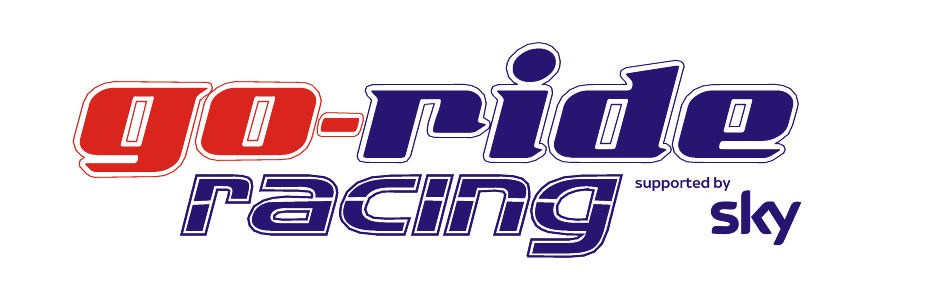 go-ride
racing
supported by
sky